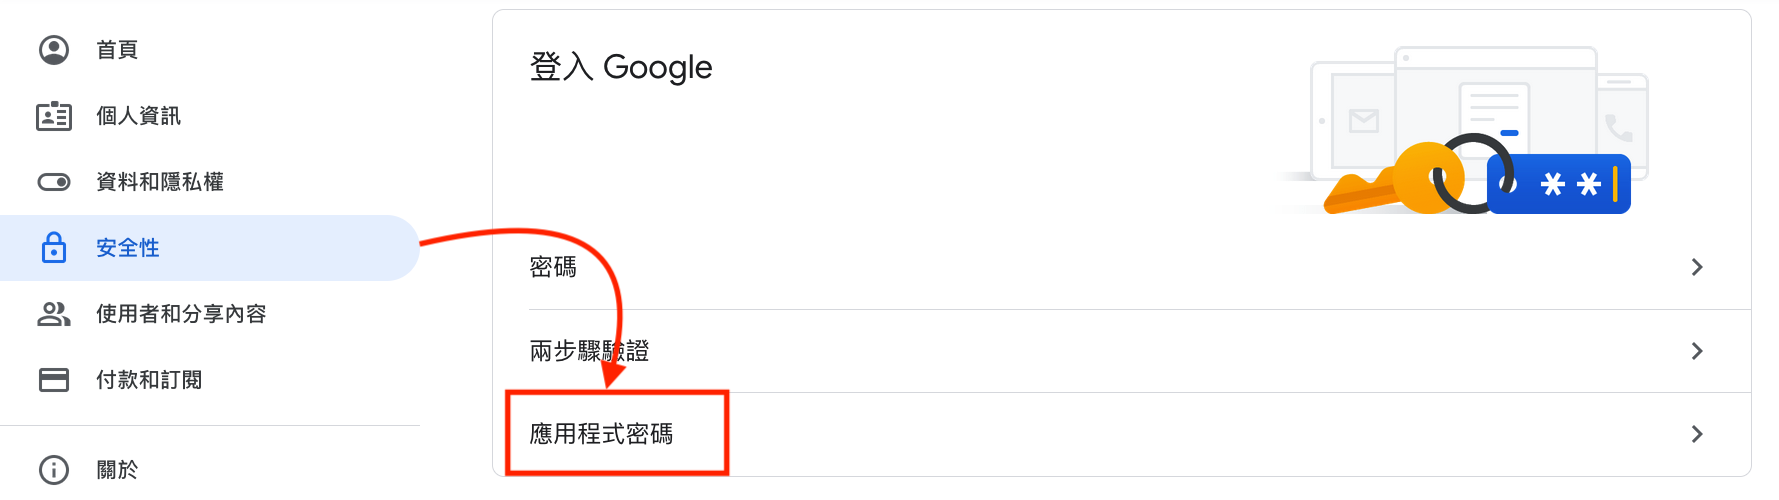 首頁
個人資訊
資料和隱私權
安全性
使用者和分享內容
付款和訂閱
關於
登入 Google
密碼
兩步驟驗證
應用程式密碼